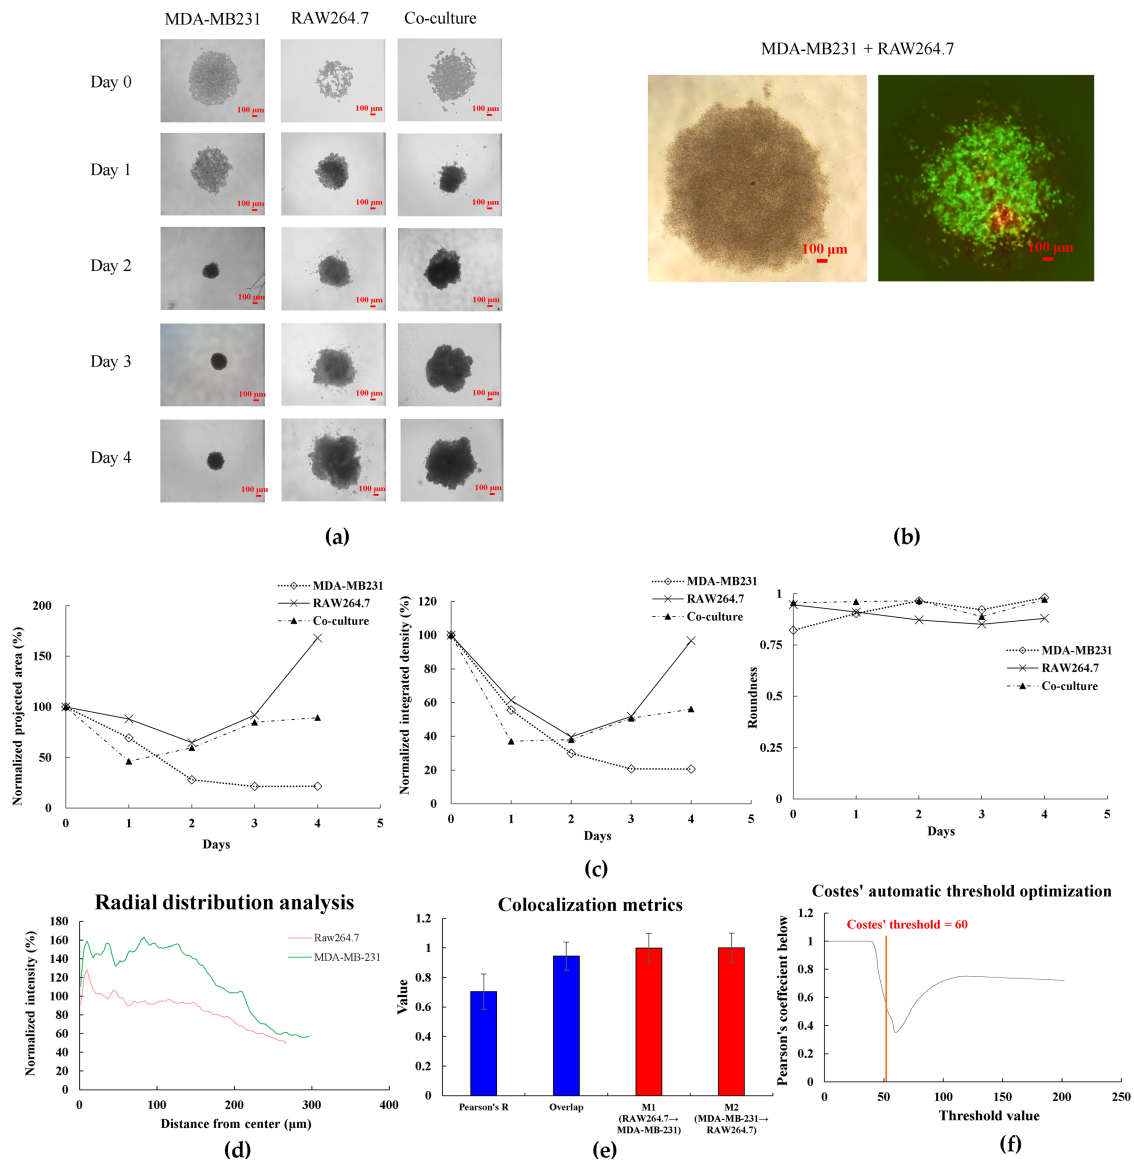 MDA-MB231 RAW264.7 Co-culture
Day 0
100 μm 100 μm 100 μm
Day 1
100 μm 100 μm 100 μm
Day 2
100 μm 100 μm 100 μm
Day 3
100 μm 100 μm 100 μm
Day 4
100 μm 100 μm 100 μm
(a)
MDA-MB231 + RAW264.7
100 μm 100 μm
(b)
MDA-MB231
RAW264.7
Co-culture
Normalized projected area (%)
200
150
100
50
0
0 1 2 3 4 5
Days
MDA-MB231
RAW264.7
Co-culture
Normalized integrated density (%)
120
100
80
60
40
20
0
0 1 2 3 4 5
Days
Roundness
1
0.75
0.5
0.25
0
MDA-MB231
RAW264.7
Co-culture
0 1 2 3 4 5
Days
(c)
Radial distribution analysis
Normalized intensity (%)
180
160
140
120
100
80
60
40
20
0
Raw264.7
MDA-MB-231
0 100 200 300 400
Distance from center (μm)
(d)
Colocalization metrics
Value
1.2
1
0.8
0.6
0.4
0.2
0
Pearson's R Overlap M1 M2
(RAW264.7→ (MDA-MB-231→
MDA-MB-231) RAW264.7)
(e)
Costes' automatic threshold optimization
Costes' threshold = 60
Pearson's coeffecient below
1.2
1
0.8
0.6
0.4
0.2
0
0 50 100 150 200 250
Threshold value
(f)